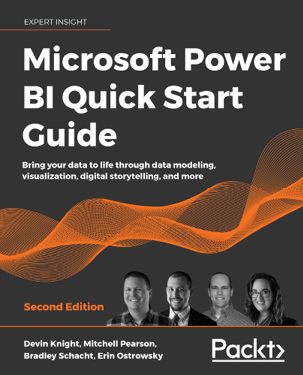 EXPERT INSIGHT
Microsoft Power
BI Quick Start
Guide
Bring your data to life through data modeling,
visualization, digital storytelling, and more
Second Edition
Devin Knight, Mitchell Pearson,
Bradley Schacht, Erin Ostrowsky
Packt>